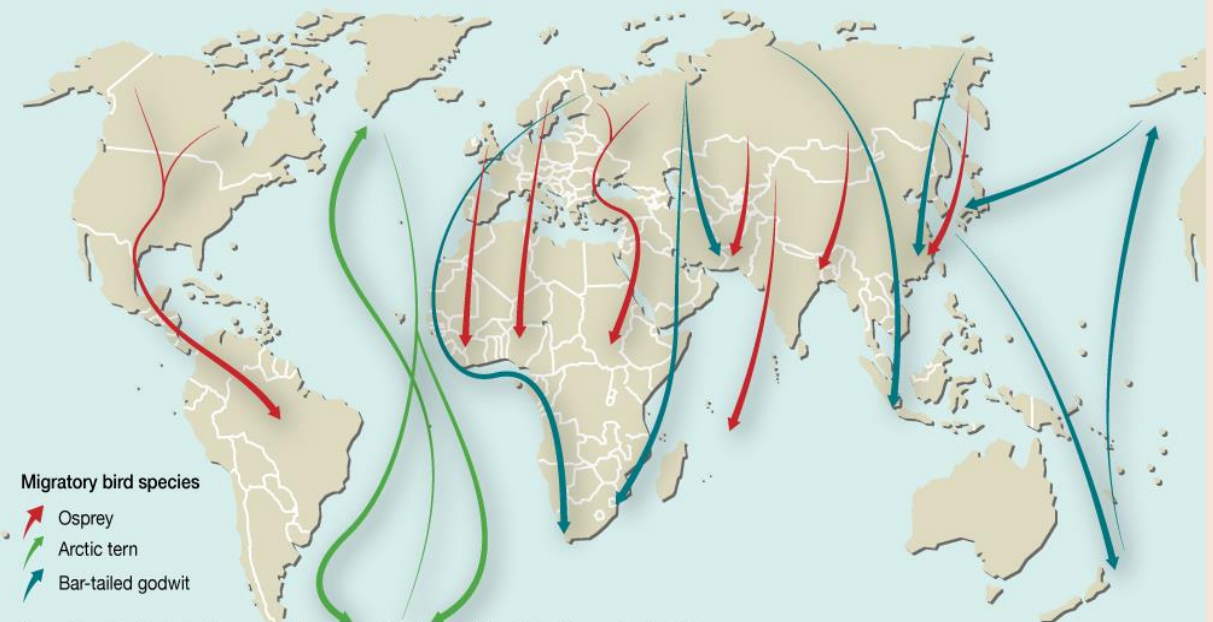 Migratory bird species
Osprey
Arctic tern
Bar-tailed godwit